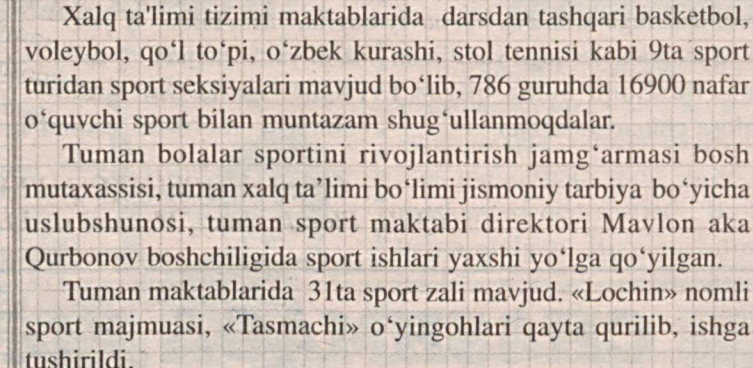 Xalq ta'limi tizimi maktablarida darsdan tashqari basketbol,
voleybol, qo‘l to‘pi, o‘zbek kurashi, stol tennisi kabi 9ta sport
turidan sport seksiyalari mavjud bo‘lib, 786 guruhda 16900 nafar
o‘quvchi sport bilan muntazam shug‘ullanmoqdalar.
Tuman bolalar sportini rivojlantirish jamg‘armasi bosh
mutaxassisi, tuman xalq ta’limi bo‘limi jismoniy tarbiya bo‘yicha
uslubshunosi, tuman sport maktabi direktori Mavlon aka
Qurbonov boshchiligida sport ishlari yaxshi yo‘lga qo‘yilgan.
Tuman maktablarida 31ta sport zali mavjud. «Lochin» nomli
sport majmuasi, «Tasmachi» o‘yingohlari qayta qurilib, ishga
tushirildi.